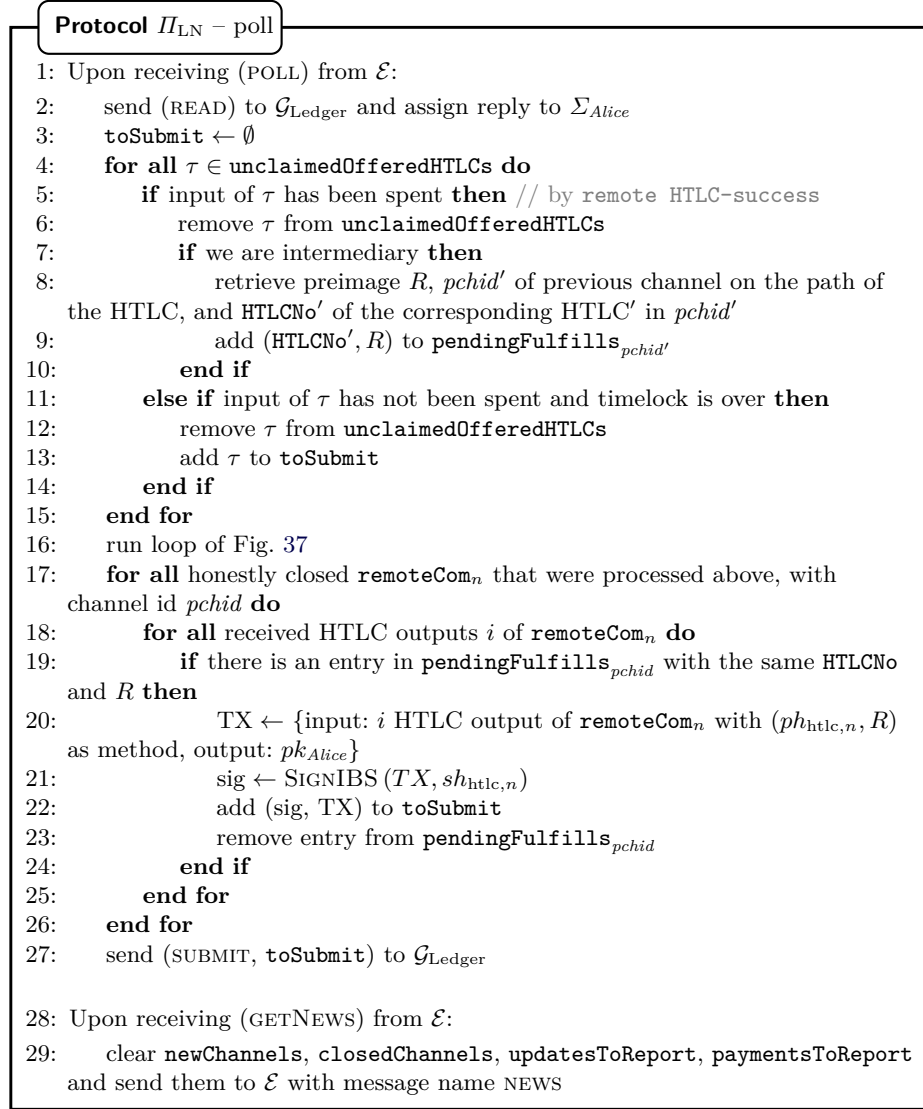 Protocol Π_LN – poll
1: Upon receiving (POLL) from ℰ:
2: send (READ) to 𝒢_Ledger and assign reply to Σ_Alice
3: toSubmit ← ∅
4: for all τ ∈ unclaimedOfferedHTLCs do
5: if input of τ has been spent then // by remote HTLC-success
6: remove τ from unclaimedOfferedHTLCs
7: if we are intermediary then
8: retrieve preimage R, pchid′ of previous channel on the path of
the HTLC, and HTLCNo′ of the corresponding HTLC′ in pchid′
9: add (HTLCNo′, R) to pendingFulfills_pchid′
10: end if
11: else if input of τ has not been spent and timelock is over then
12: remove τ from unclaimedOfferedHTLCs
13: add τ to toSubmit
14: end if
15: end for
16: run loop of Fig. 37
17: for all honestly closed remoteCom_n that were processed above, with
channel id pchid do
18: for all received HTLC outputs i of remoteCom_n do
19: if there is an entry in pendingFulfills_pchid with the same HTLCNo
and R then
20: TX ← {input: i HTLC output of remoteCom_n with (ph_htlc,n, R)
as method, output: pk_Alice}
21: sig ← SIGNIBS (TX, sh_htlc,n)
22: add (sig, TX) to toSubmit
23: remove entry from pendingFulfills_pchid
24: end if
25: end for
26: end for
27: send (SUBMIT, toSubmit) to 𝒢_Ledger
28: Upon receiving (GETNEWS) from ℰ:
29: clear newChannels, closedChannels, updatesToReport, paymentsToReport
and send them to ℰ with message name NEWS